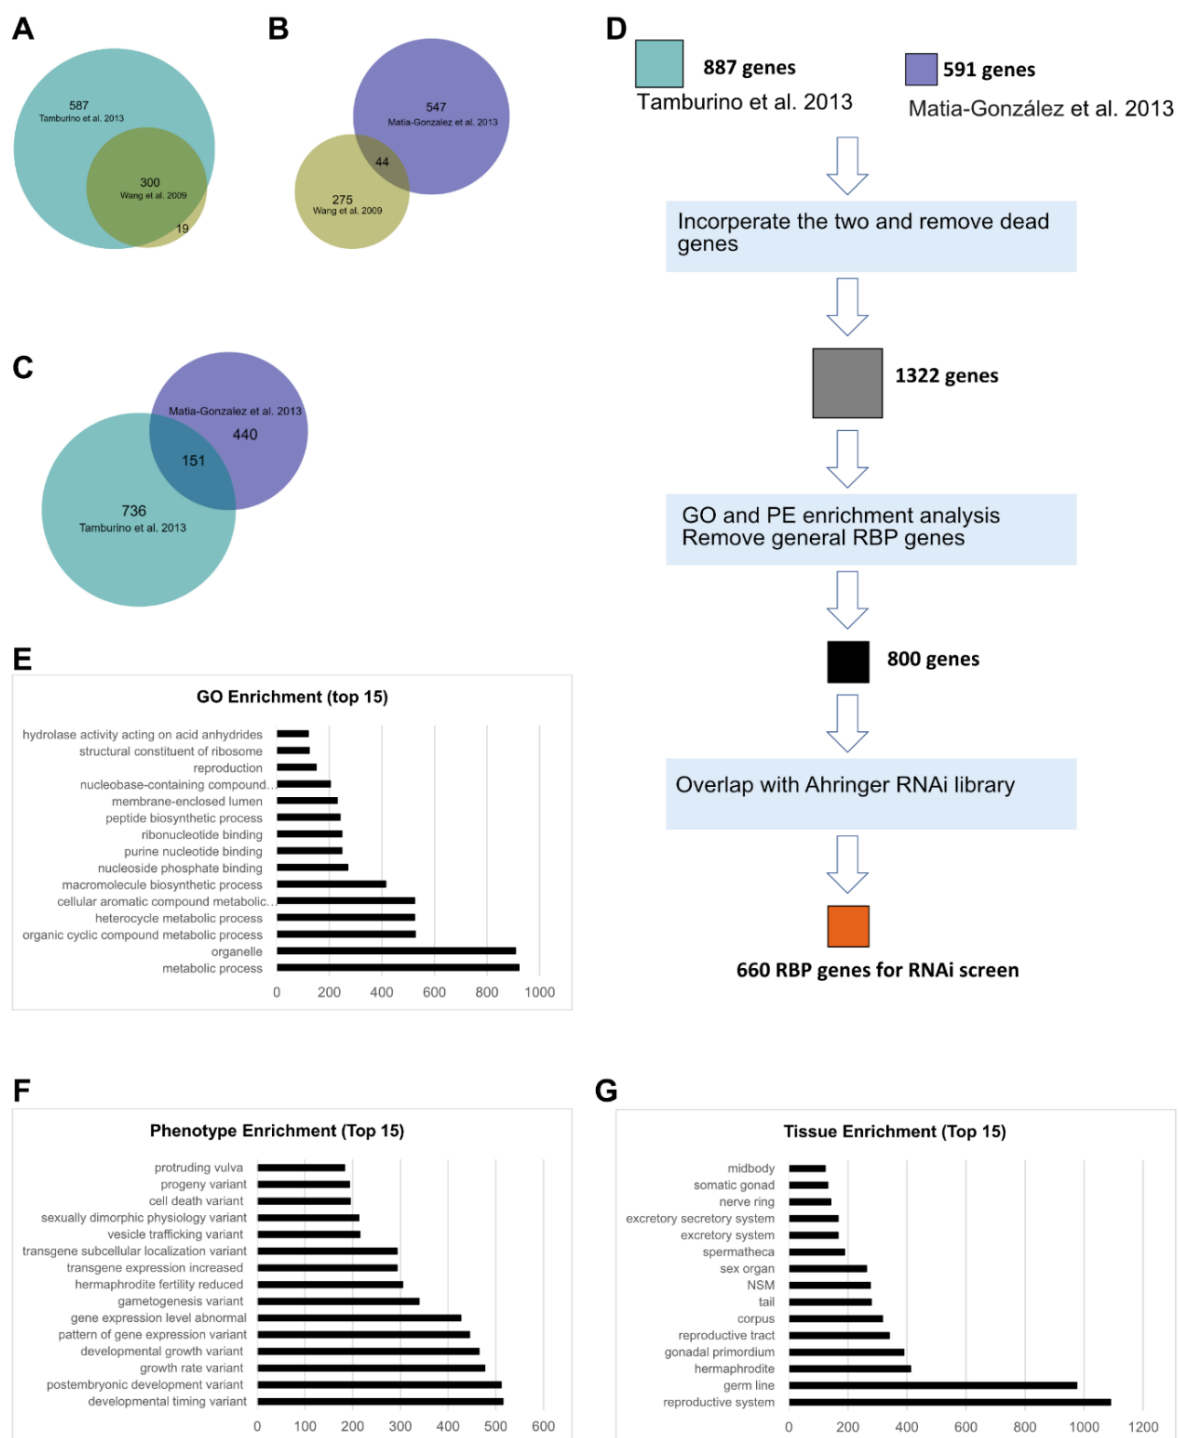 A
587
Tamburino et al. 2013
300
Wang et al. 2009
19
B
547
Matia-Gonzalez et al. 2013
44
275
Wang et al. 2009
C
Matia-Gonzalez et al. 2013
440
151
736
Tamburino et al. 2013
D
887 genes
Tamburino et al. 2013
591 genes
Matia-González et al. 2013
Incorperate the two and remove dead
genes
1322 genes
GO and PE enrichment analysis
Remove general RBP genes
800 genes
Overlap with Ahringer RNAi library
660 RBP genes for RNAi screen
E
GO Enrichment (top 15)
hydrolase activity acting on acid anhydrides
structural constituent of ribosome
reproduction
nucleobase-containing compound...
membrane-enclosed lumen
peptide biosynthetic process
ribonucleotide binding
purine nucleotide binding
nucleoside phosphate binding
macromolecule biosynthetic process
cellular aromatic compound metabolic...
heterocycle metabolic process
organic cyclic compound metabolic process
organelle
metabolic process
0 200 400 600 800 1000
F
Phenotype Enrichment (Top 15)
protruding vulva
progeny variant
cell death variant
sexually dimorphic physiology variant
vesicle trafficking variant
transgene subcellular localization variant
transgene expression increased
hermaphrodite fertility reduced
gametogenesis variant
gene expression level abnormal
pattern of gene expression variant
developmental growth variant
growth rate variant
postembryonic development variant
developmental timing variant
0 100 200 300 400 500 600
G
Tissue Enrichment (Top 15)
midbody
somatic gonad
nerve ring
excretory secretory system
excretory system
spermatheca
sex organ
NSM
tail
corpus
reproductive tract
gonadal primordium
hermaphrodite
germ line
reproductive system
0 200 400 600 800 1000 1200